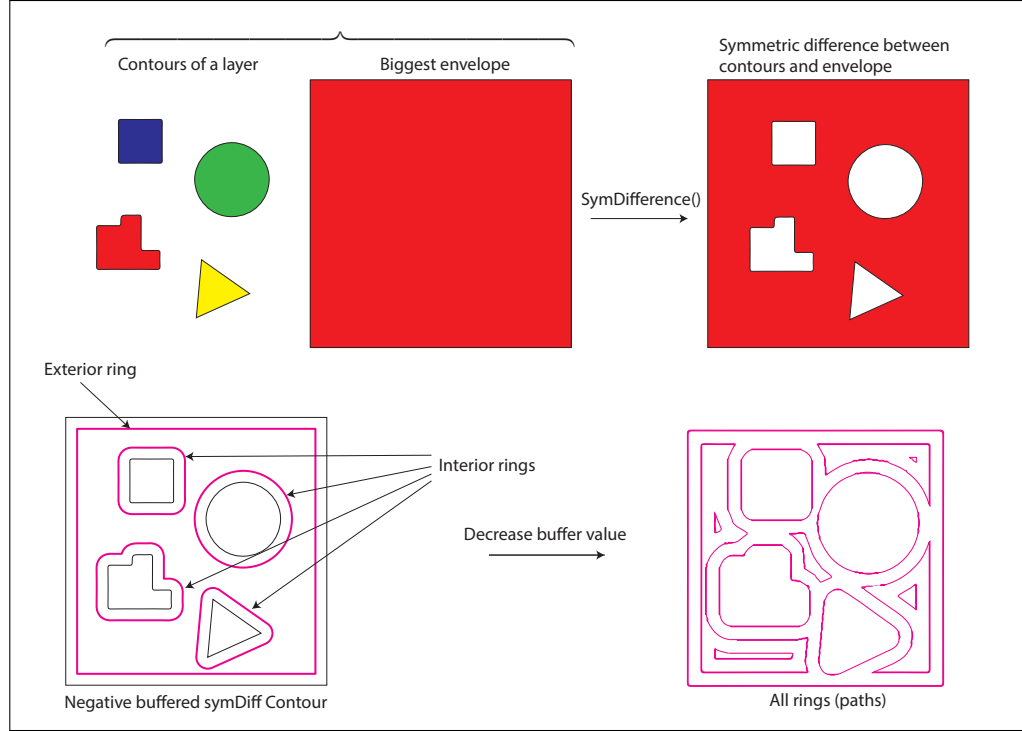 Contours of a layer
Biggest envelope
Symmetric difference between
contours and envelope
SymDifference()
Exterior ring
Interior rings
Decrease buffer value
Negative buffered symDiff Contour
All rings (paths)